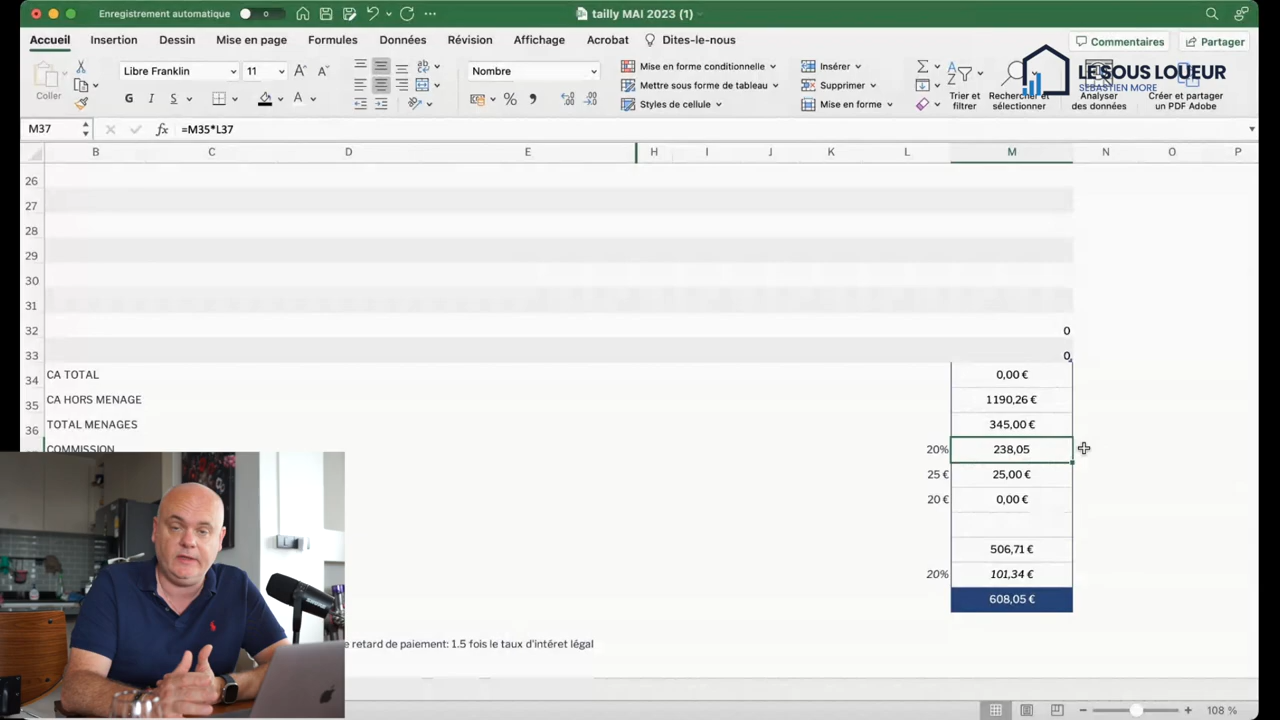 Enregistrement automatique
tailly MAI 2023 (1)
Accueil Insertion Dessin Mise en page Formules Données Révision Affichage Acrobat Dites-le-nous
Commentaires Partager
Coller
Libre Franklin 11
G I S
Nombre
Mise en forme conditionnelle
Mettre sous forme de tableau
Styles de cellule
Insérer
Supprimer
Mise en forme
Trier et filtrer
Rechercher et sélectionner
Analyser des données
Créer et partager un PDF Adobe
LE SOUS LOUEUR
SEBASTIEN MORE
M37 fx =M35*L37
B C D E H I J K L M N O P
26
27
28
29
30
31
32 0
33 0
34 CA TOTAL 0,00 €
35 CA HORS MENAGE 1 190,26 €
36 TOTAL MENAGES 345,00 €
COMMISSION 20% 238,05
25 € 25,00 €
20 € 0,00 €
506,71 €
20% 101,34 €
608,05 €
retard de paiement: 1.5 fois le taux d'intéret légal
108 %